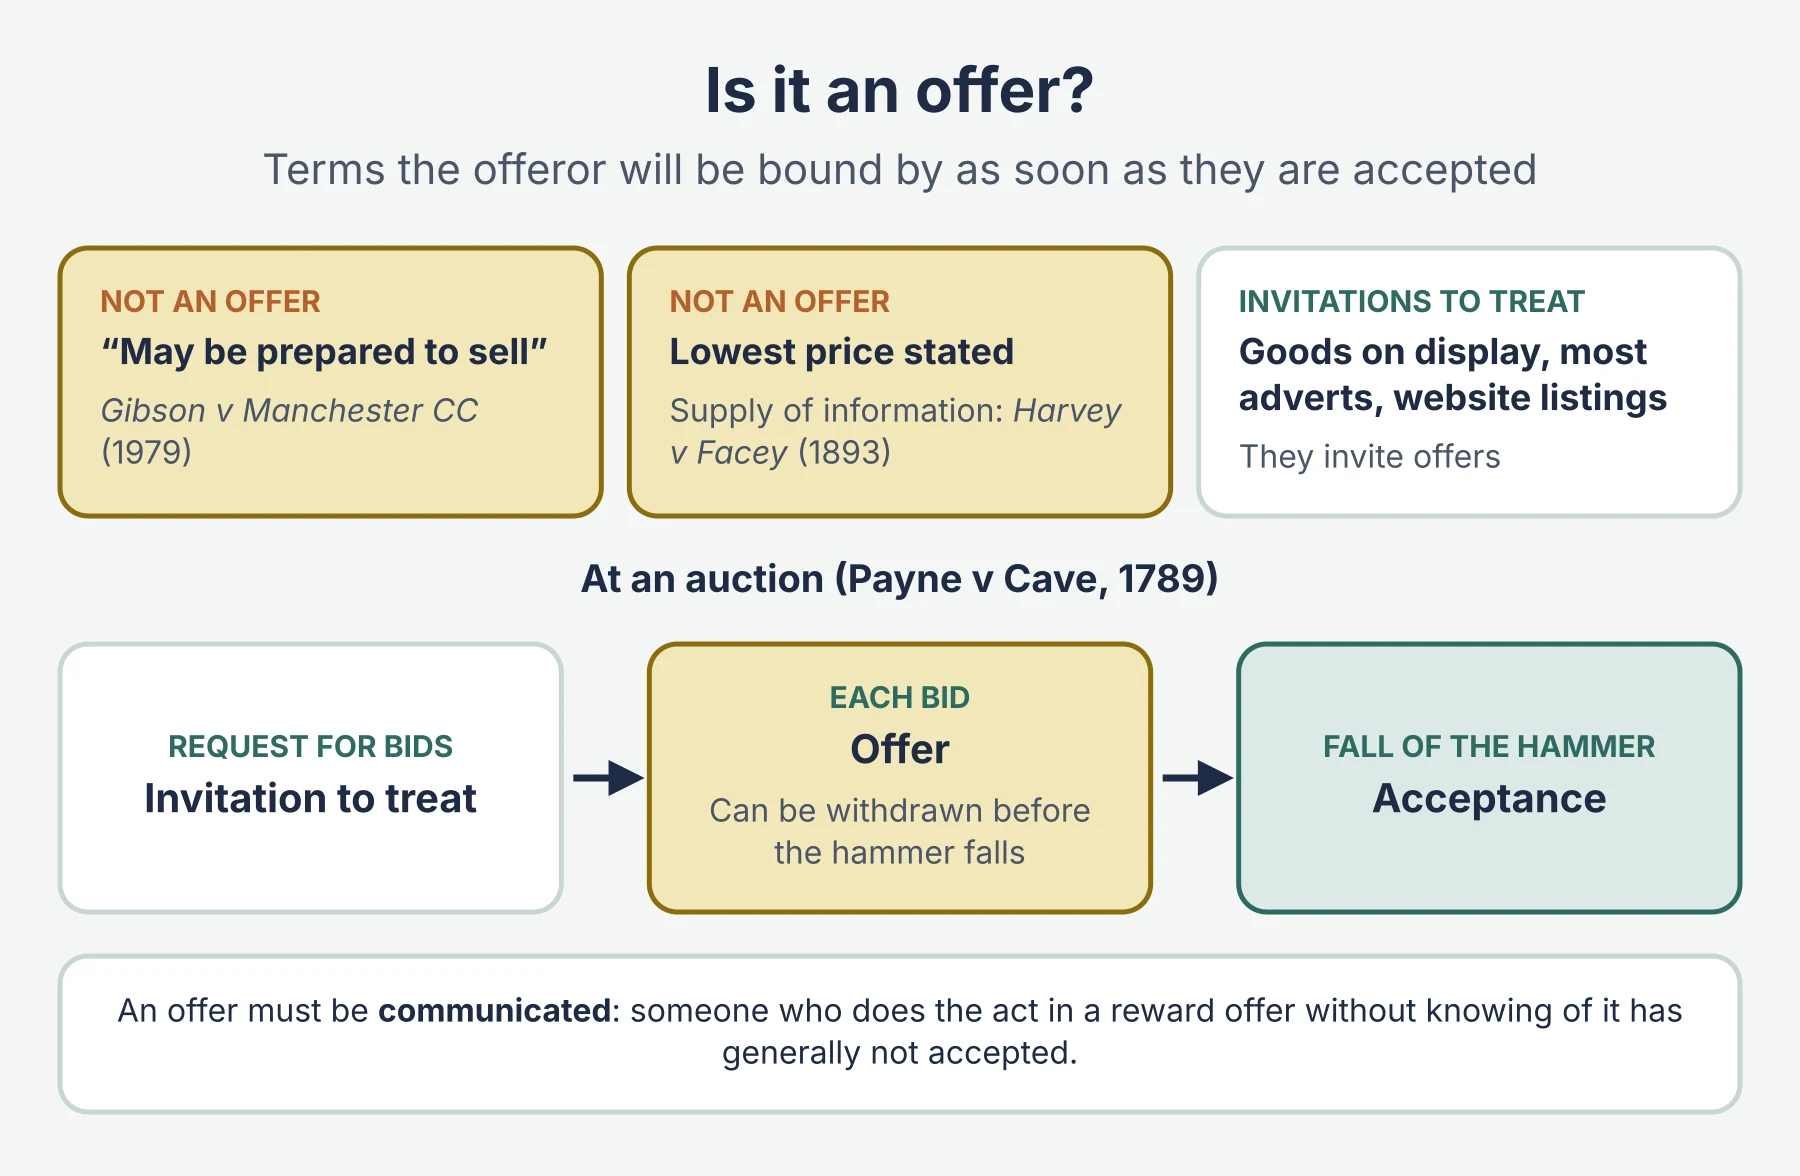 Is it an offer?
Terms the offeror will be bound by as soon as they are accepted
NOT AN OFFER
“May be prepared to sell”
Gibson v Manchester CC
(1979)
NOT AN OFFER
Lowest price stated
Supply of information: Harvey
v Facey (1893)
INVITATIONS TO TREAT
Goods on display, most
adverts, website listings
They invite offers
At an auction (Payne v Cave, 1789)
REQUEST FOR BIDS
Invitation to treat
EACH BID
Offer
Can be withdrawn before
the hammer falls
FALL OF THE HAMMER
Acceptance
An offer must be communicated: someone who does the act in a reward offer without knowing of it has
generally not accepted.